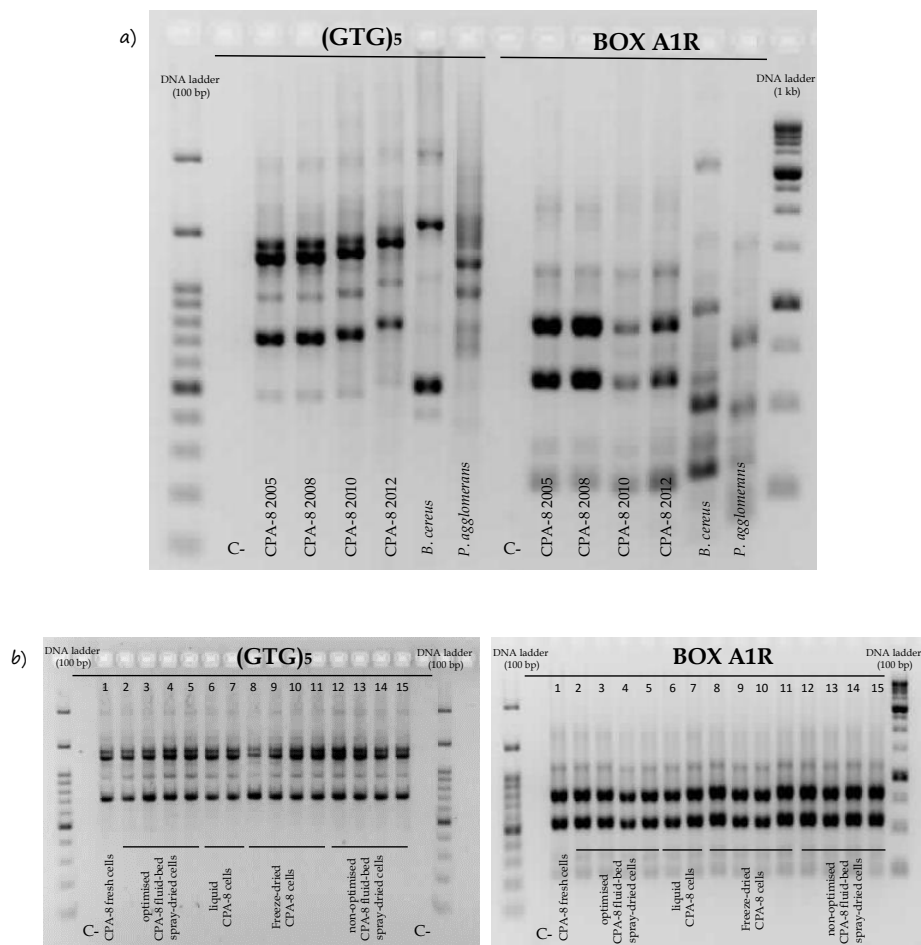 a)
(GTG)5
BOX A1R
DNA ladder
(100 bp)
DNA ladder
(1 kb)
C-
CPA-8 2005
CPA-8 2008
CPA-8 2010
CPA-8 2012
B. cereus
P. agglomerans
C-
CPA-8 2005
CPA-8 2008
CPA-8 2010
CPA-8 2012
B. cereus
P. agglomerans
b)
DNA ladder
(100 bp)
(GTG)5
DNA ladder
(100 bp)
1 2 3 4 5 6 7 8 9 10 11 12 13 14 15
C-
CPA-8 fresh cells
optimised
CPA-8 fluid-bed
spray-dried cells
liquid
CPA-8 cells
Freeze-dried
CPA-8 cells
non-optimised
CPA-8 fluid-bed
spray-dried cells
C-
DNA ladder
(100 bp)
BOX A1R
DNA ladder
(100 bp)
1 2 3 4 5 6 7 8 9 10 11 12 13 14 15
CPA-8 fresh cells
optimised
CPA-8 fluid-bed
spray-dried cells
liquid
CPA-8 cells
Freeze-dried
CPA-8 cells
non-optimised
CPA-8 fluid-bed
spray-dried cells
C-